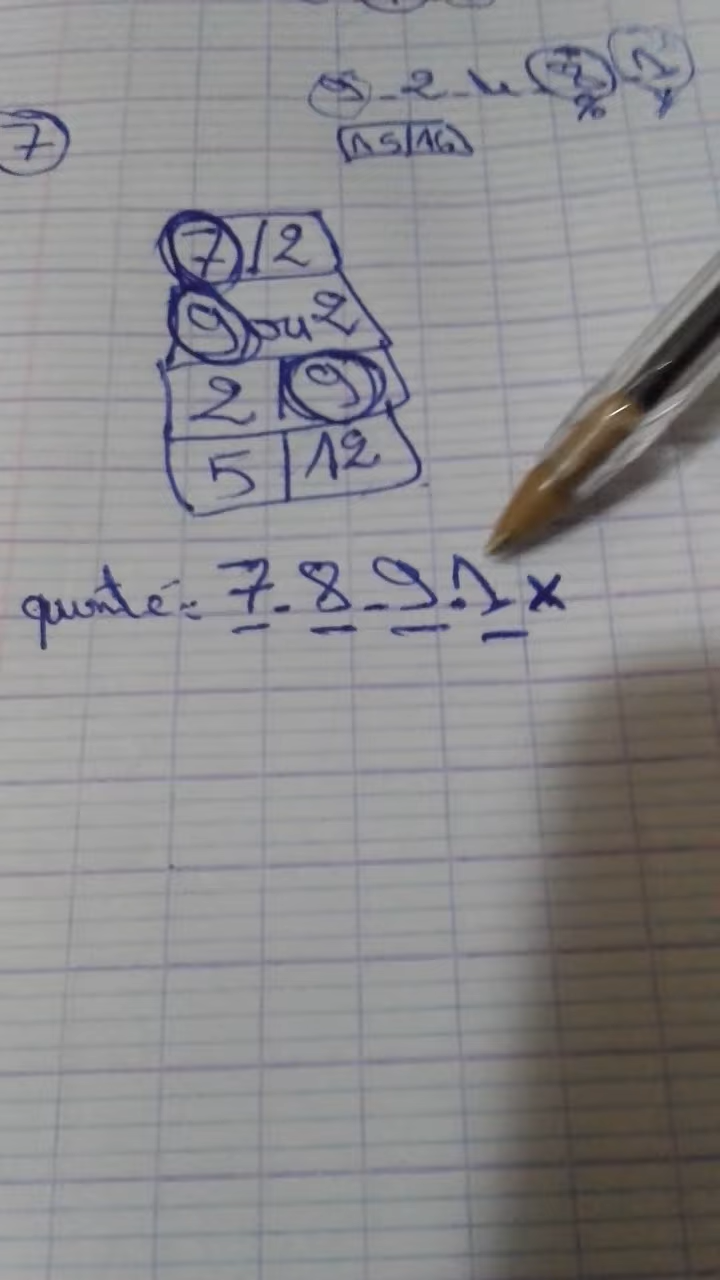 9 - 2 - 4
15/16
7
7/2
9 ou 2
2 | 9
5 | 12
quinté = 7 - 8 - 9 . 1 x